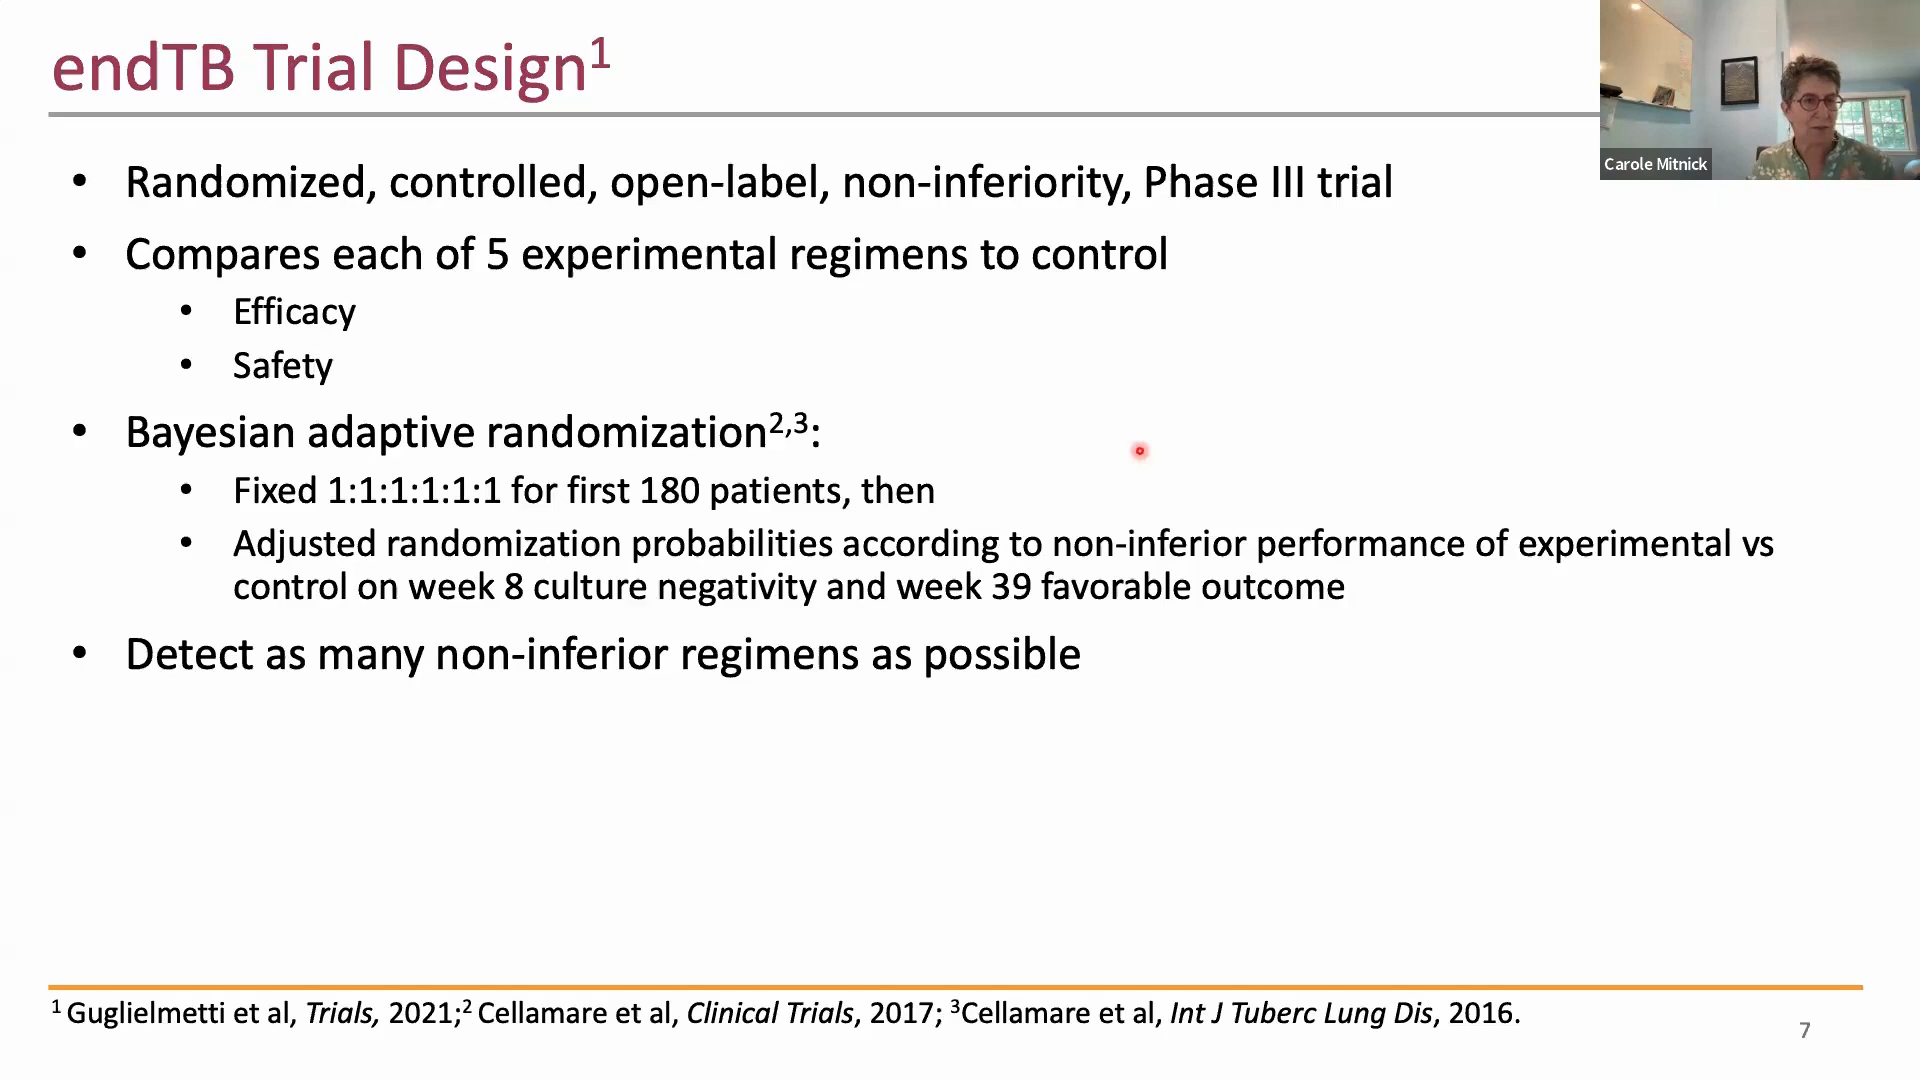 endTB Trial Design¹
Carole Mitnick
• Randomized, controlled, open-label, non-inferiority, Phase III trial
• Compares each of 5 experimental regimens to control
• Efficacy
• Safety
• Bayesian adaptive randomization²,³:
• Fixed 1:1:1:1:1:1 for first 180 patients, then
• Adjusted randomization probabilities according to non-inferior performance of experimental vs
control on week 8 culture negativity and week 39 favorable outcome
• Detect as many non-inferior regimens as possible
¹ Guglielmetti et al, Trials, 2021;² Cellamare et al, Clinical Trials, 2017; ³Cellamare et al, Int J Tuberc Lung Dis, 2016.
7